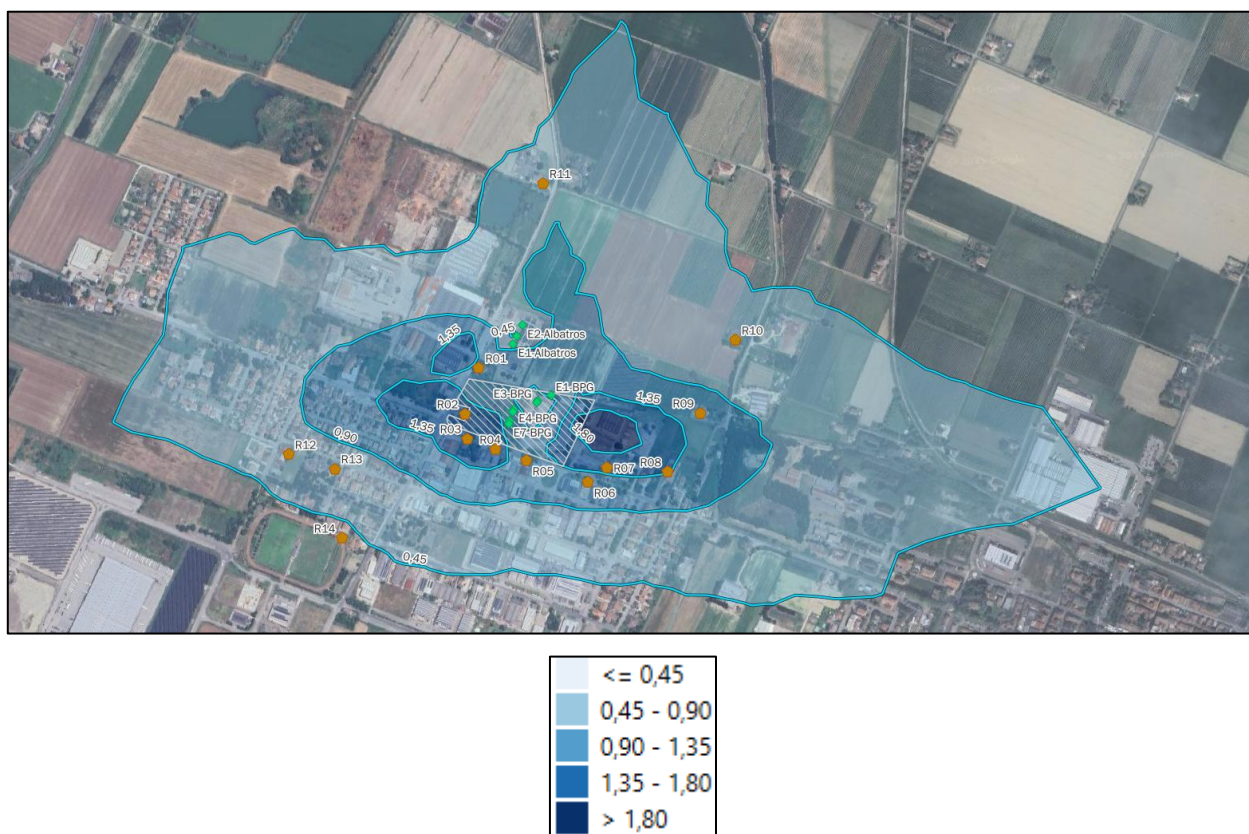 R11
R10
1,35
0,45
E2-Albatros
E1-Albatros
R01
E3-BPG
E1-BPG
1,35
R09
R02
E4-BPG
1,35
R03
E7-BPG
1,80
0,90
R04
R12
R13
R05
R07
R08
R06
R14
0,45
<= 0,45
0,45 - 0,90
0,90 - 1,35
1,35 - 1,80
> 1,80